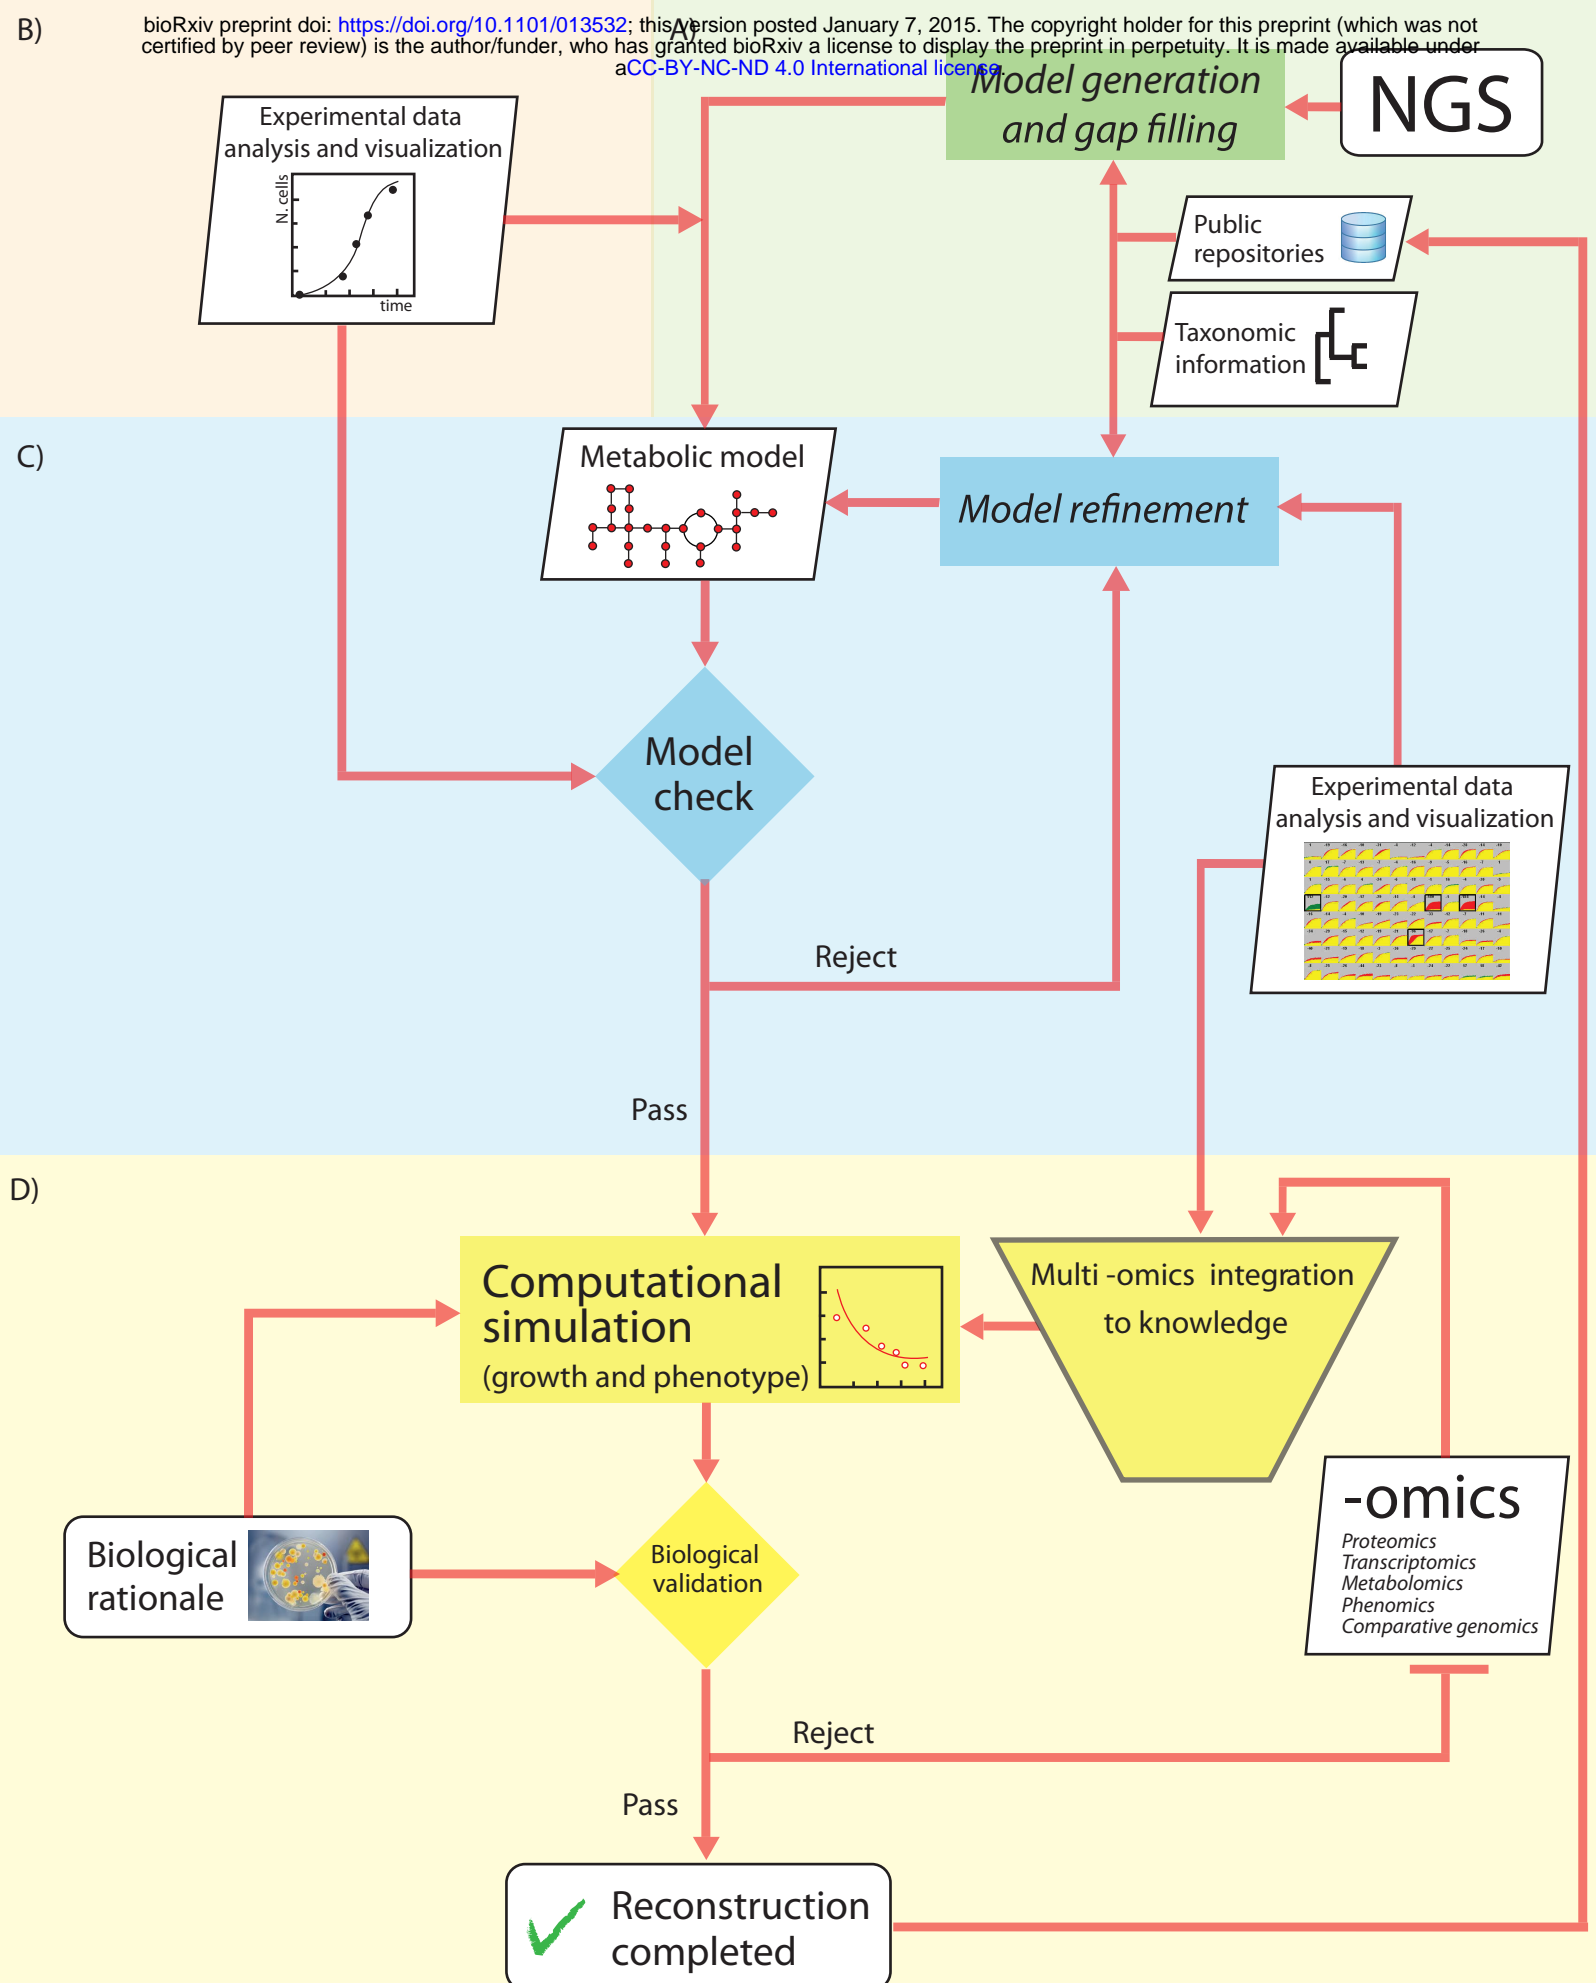 B)
bioRxiv preprint doi: https://doi.org/10.1101/013532; this version posted January 7, 2015. The copyright holder for this preprint (which was not
certified by peer review) is the author/funder, who has granted bioRxiv a license to display the preprint in perpetuity. It is made available under
aCC-BY-NC-ND 4.0 International license.
A)
Model generation
and gap filling
NGS
Experimental data
analysis and visualization
N. cells
time
Public
repositories
Taxonomic
information
C)
Metabolic model
Model refinement
Model
check
Experimental data
analysis and visualization
Reject
Pass
D)
Computational
simulation
(growth and phenotype)
Multi -omics integration
to knowledge
-omics
Proteomics
Transcriptomics
Metabolomics
Phenomics
Comparative genomics
Biological
rationale
Biological
validation
Reject
Pass
Reconstruction
completed